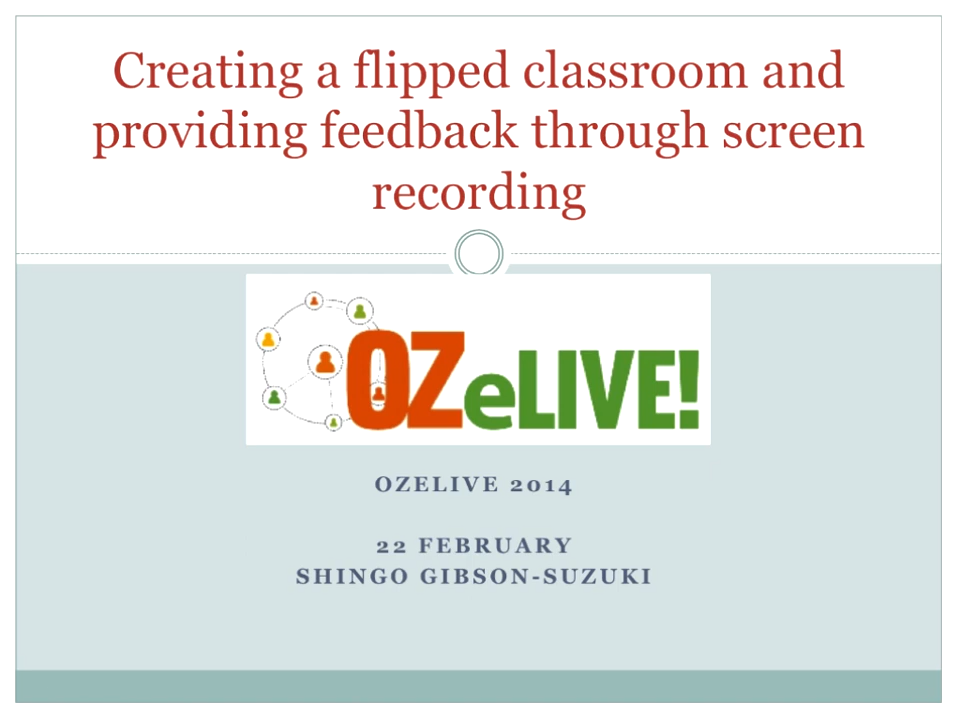 Creating a flipped classroom and
providing feedback through screen
recording
OZeLIVE!
OZELIVE 2014
22 FEBRUARY
SHINGO GIBSON-SUZUKI